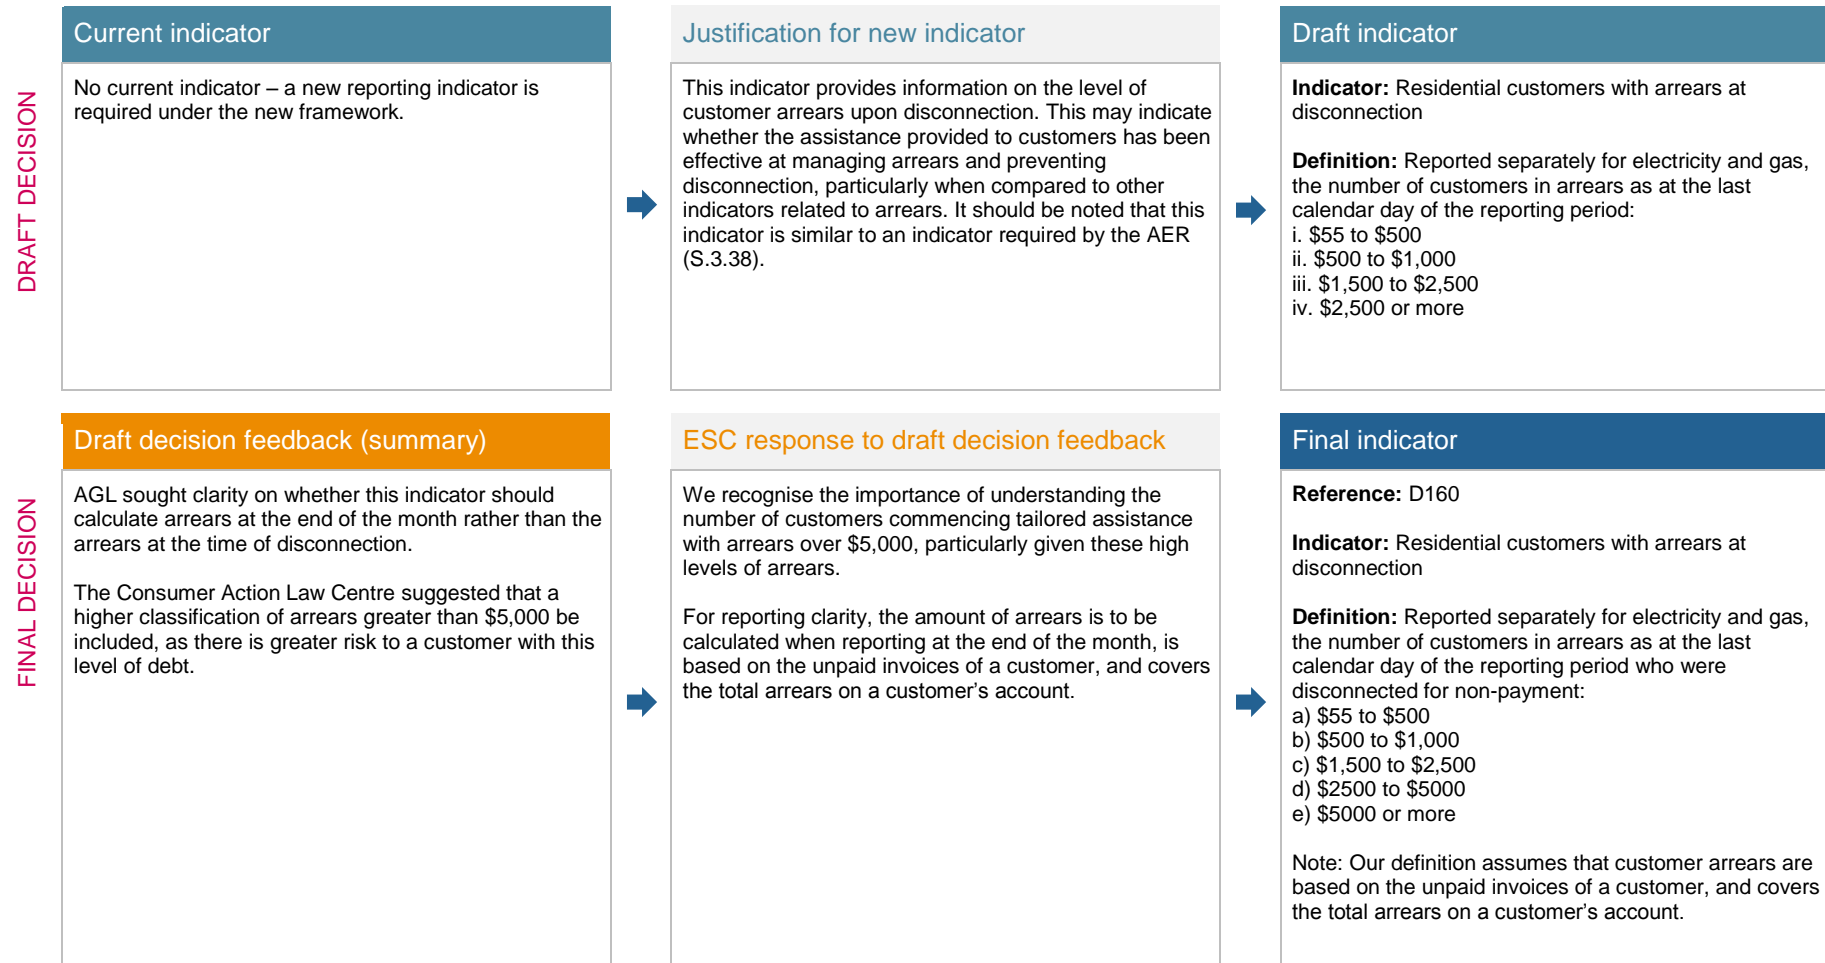 DRAFT DECISION
Current indicator
No current indicator – a new reporting indicator is
required under the new framework.
Justification for new indicator
This indicator provides information on the level of
customer arrears upon disconnection. This may indicate
whether the assistance provided to customers has been
effective at managing arrears and preventing
disconnection, particularly when compared to other
indicators related to arrears. It should be noted that this
indicator is similar to an indicator required by the AER
(S.3.38).
Draft indicator
Indicator: Residential customers with arrears at
disconnection
Definition: Reported separately for electricity and gas,
the number of customers in arrears as at the last
calendar day of the reporting period:
i. $55 to $500
ii. $500 to $1,000
iii. $1,500 to $2,500
iv. $2,500 or more
FINAL DECISION
Draft decision feedback (summary)
AGL sought clarity on whether this indicator should
calculate arrears at the end of the month rather than the
arrears at the time of disconnection.
The Consumer Action Law Centre suggested that a
higher classification of arrears greater than $5,000 be
included, as there is greater risk to a customer with this
level of debt.
ESC response to draft decision feedback
We recognise the importance of understanding the
number of customers commencing tailored assistance
with arrears over $5,000, particularly given these high
levels of arrears.
For reporting clarity, the amount of arrears is to be
calculated when reporting at the end of the month, is
based on the unpaid invoices of a customer, and covers
the total arrears on a customer’s account.
Final indicator
Reference: D160
Indicator: Residential customers with arrears at
disconnection
Definition: Reported separately for electricity and gas,
the number of customers in arrears as at the last
calendar day of the reporting period who were
disconnected for non-payment:
a) $55 to $500
b) $500 to $1,000
c) $1,500 to $2,500
d) $2500 to $5000
e) $5000 or more
Note: Our definition assumes that customer arrears are
based on the unpaid invoices of a customer, and covers
the total arrears on a customer’s account.